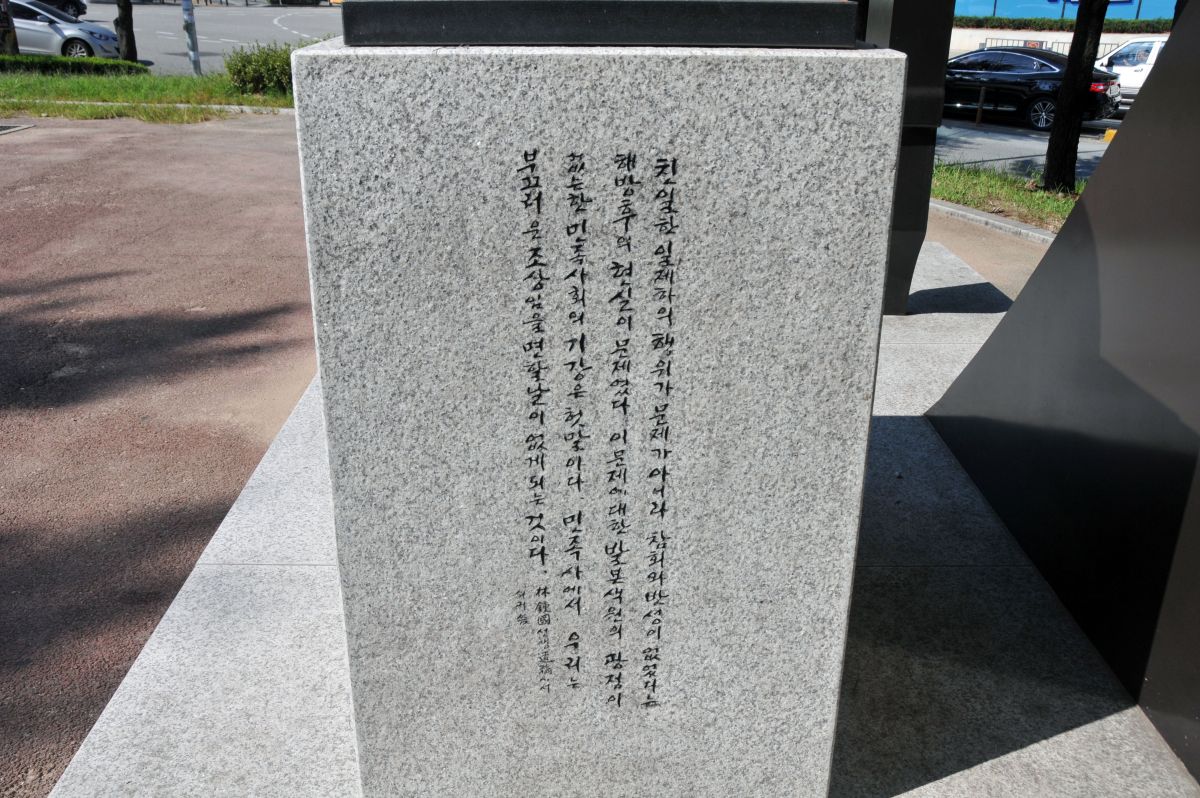 친일한 일제하의 행위가 문제가 아니라 참회와 반성이 없었다는
해방후의 현실이 문제였다 이 문제에 대한 발본색원의 광정이
없는한 민족사회의 기강은 헛말이다 민족사에서 우리는
부끄러운 조상임을 면할날이 없게되는 것이다.
林鍾國선생遺稿에서